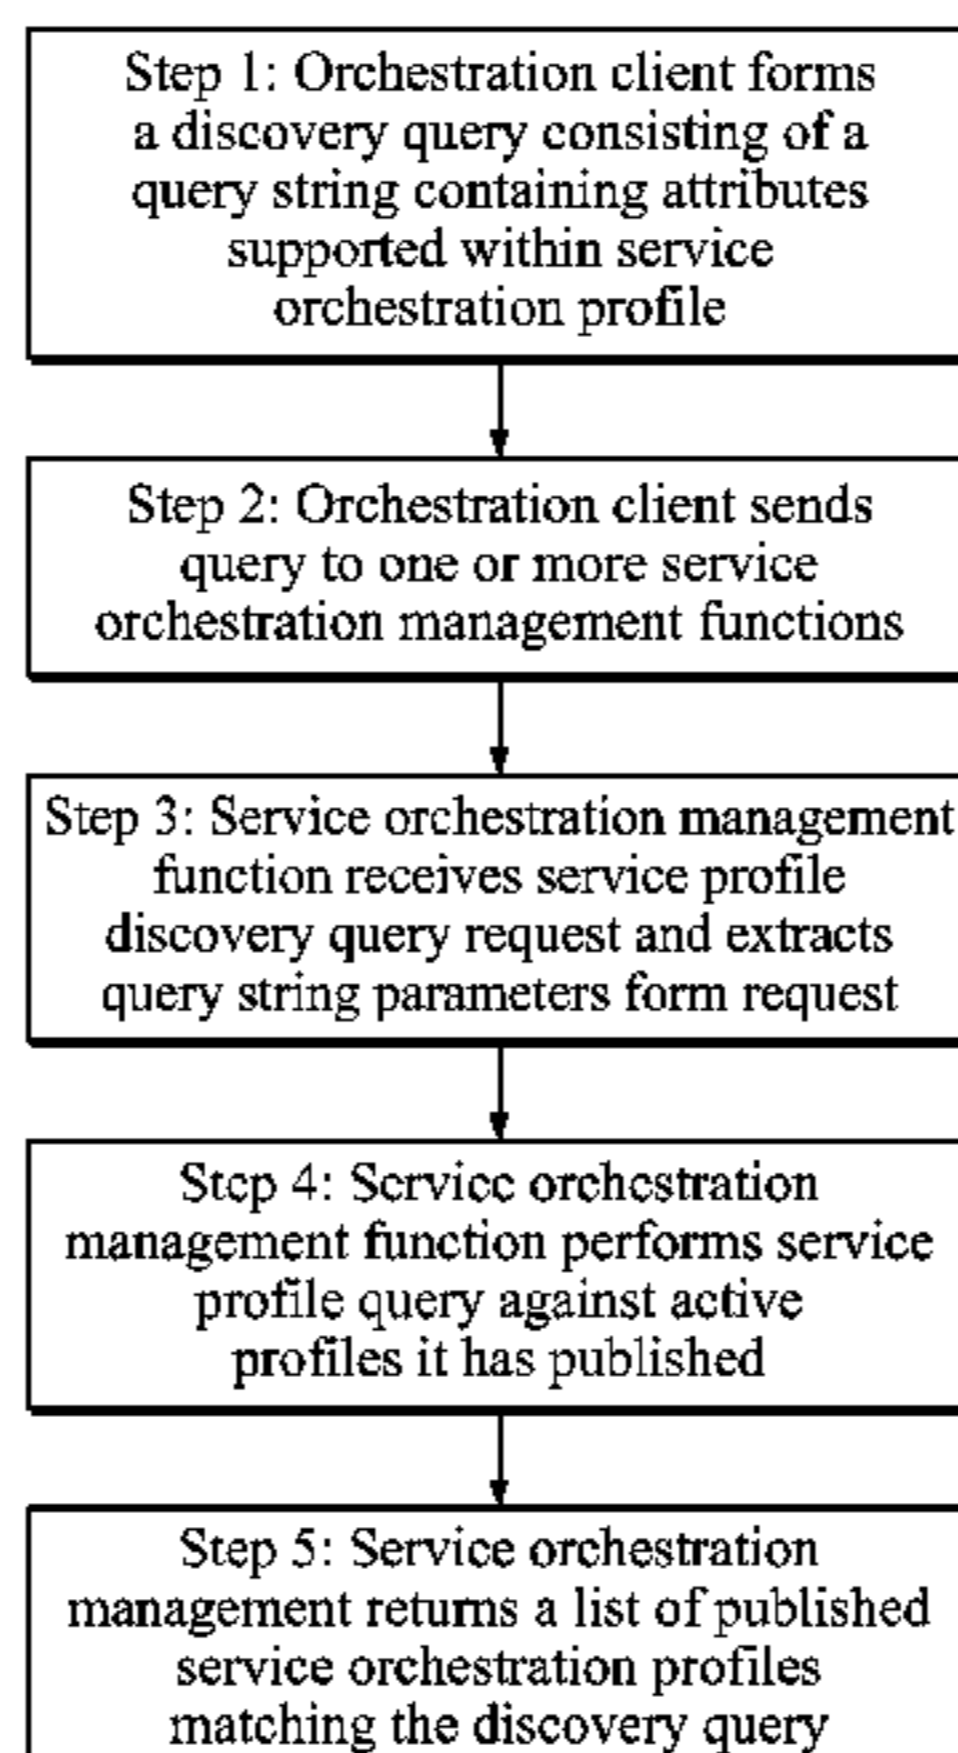 Step 1: Orchestration client forms
a discovery query consisting of a
query string containing attributes
supported within service
orchestration profile
Step 2: Orchestration client sends
query to one or more service
orchestration management functions
Step 3: Service orchestration management
function receives service profile
discovery query request and extracts
query string parameters form request
Step 4: Service orchestration
management function performs service
profile query against active
profiles it has published
Step 5: Service orchestration
management returns a list of published
service orchestration profiles
matching the discovery query